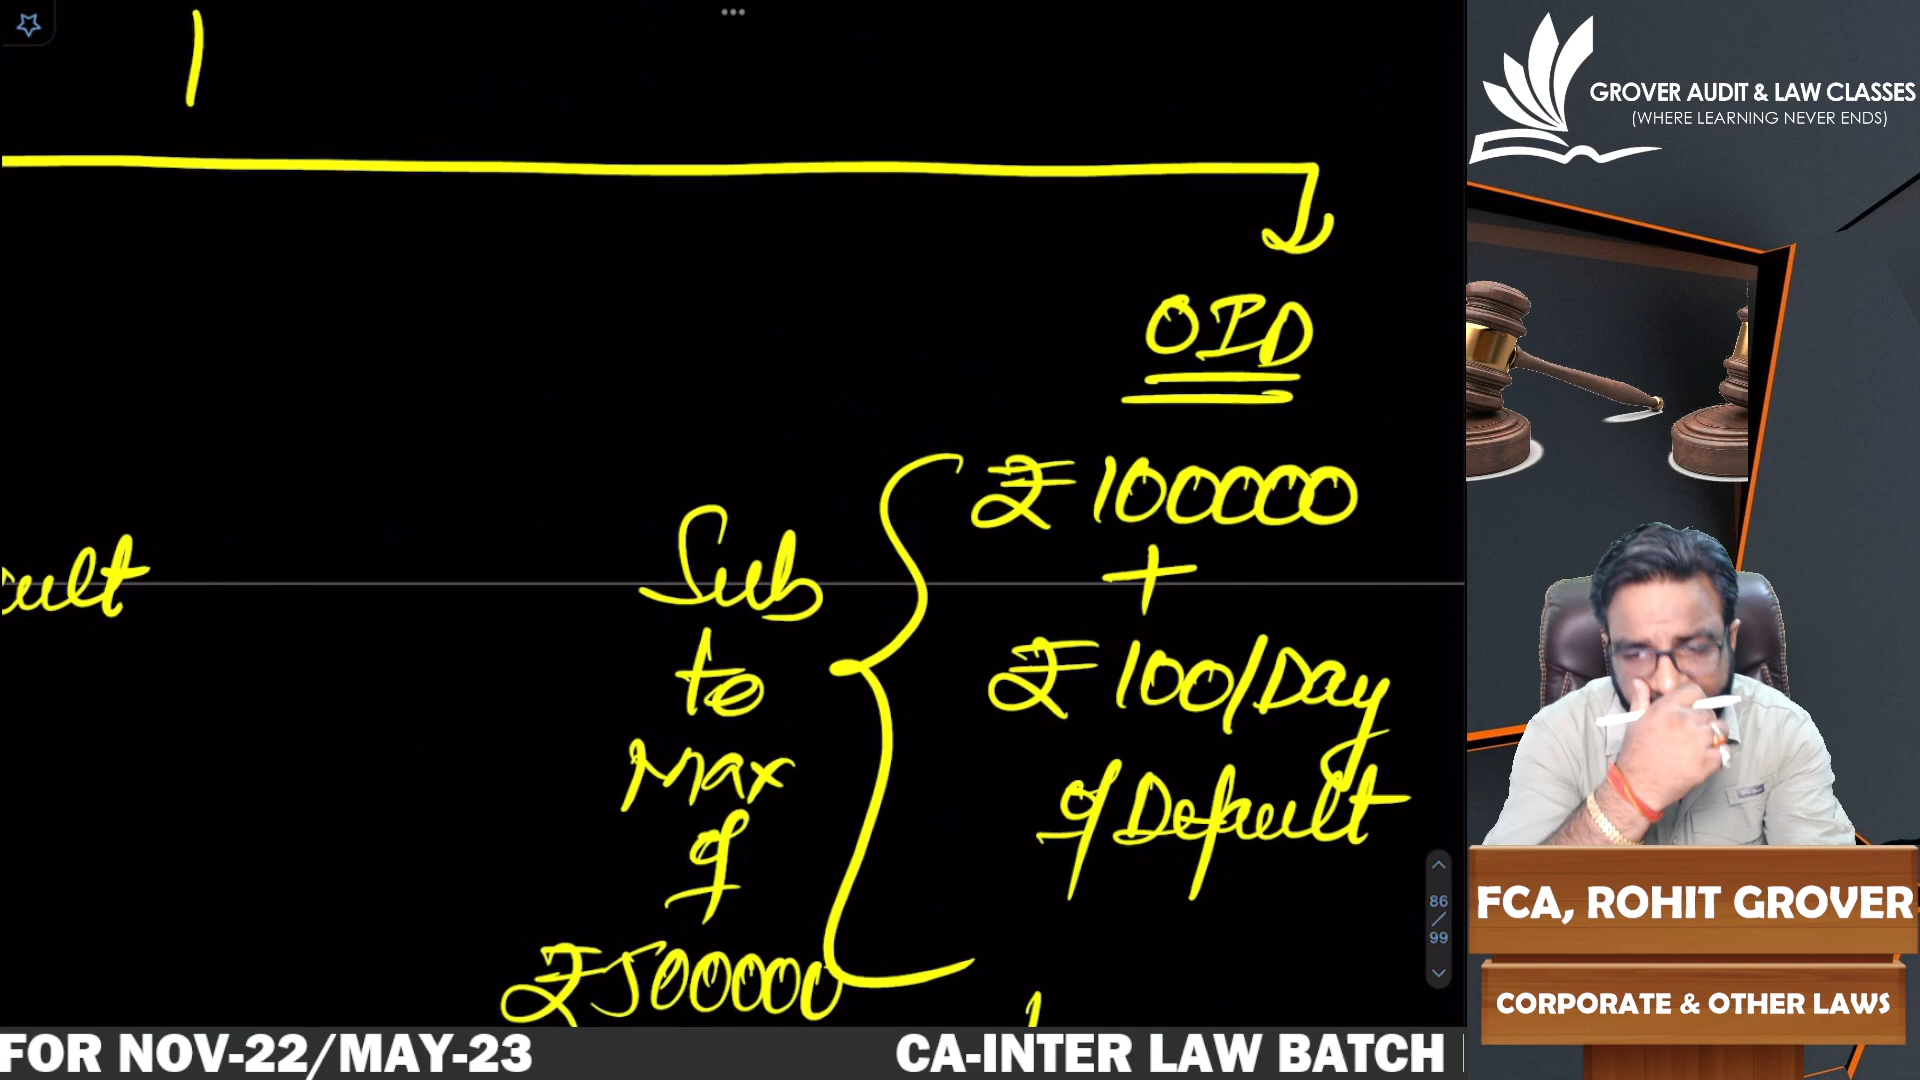 OID
₹ 100000
+
₹ 100/Day
of Default
Sub
to
Max
of
₹500000
ult
86
99
GROVER AUDIT & LAW CLASSES
(WHERE LEARNING NEVER ENDS)
FCA, ROHIT GROVER
CORPORATE & OTHER LAWS
FOR NOV-22/MAY-23
CA-INTER LAW BATCH